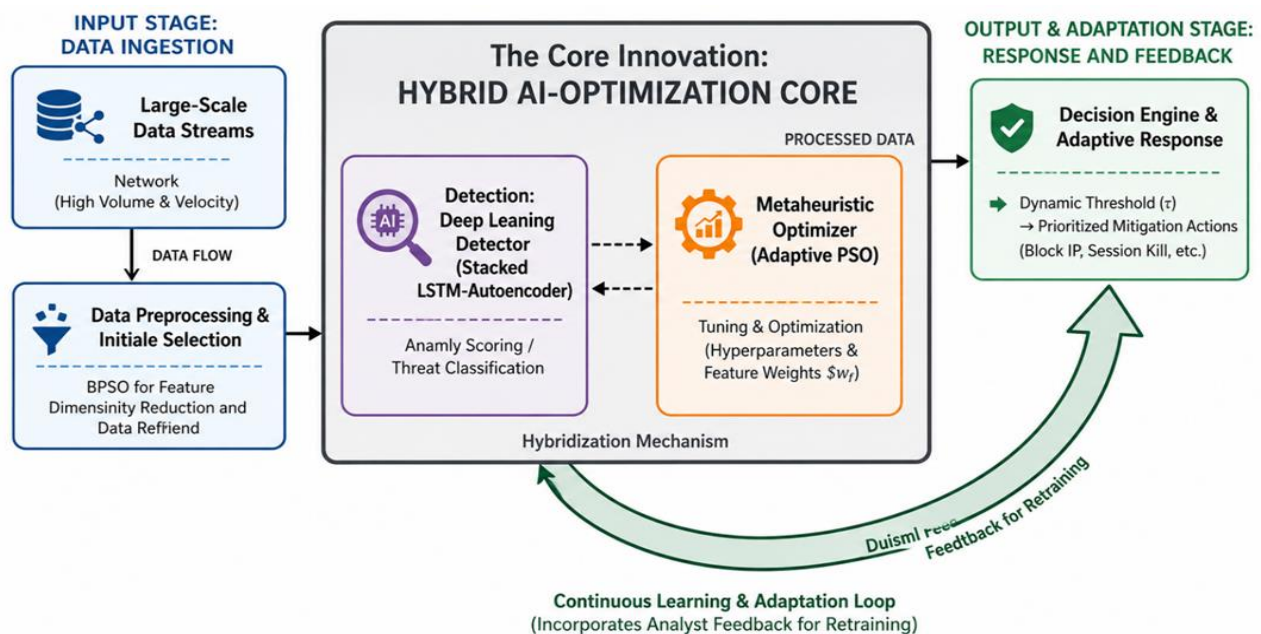 INPUT STAGE:
DATA INGESTION
Large-Scale
Data Streams
Network
(High Volume & Velocity)
DATA FLOW
Data Preprocessing &
Initiale Selection
BPSO for Feature
Dimensinity Reduction and
Data Reffriend
The Core Innovation:
HYBRID AI-OPTIMIZATION CORE
PROCESSED DATA
AI
Detection:
Deep Leaning
Detector
(Stacked
LSTM-Autoencoder)
Anamly Scoring /
Threat Classification
Metaheuristic
Optimizer
(Adaptive PSO)
Tuning & Optimization
(Hyperparameters &
Feature Weights $w_f)
Hybridization Mechanism
OUTPUT & ADAPTATION STAGE:
RESPONSE AND FEEDBACK
Decision Engine &
Adaptive Response
Dynamic Threshold (τ)
→ Prioritized Mitigation Actions
(Block IP, Session Kill, etc.)
Feedtback for Retraining
Continuous Learning & Adaptation Loop
(Incorporates Analyst Feedback for Retraining)